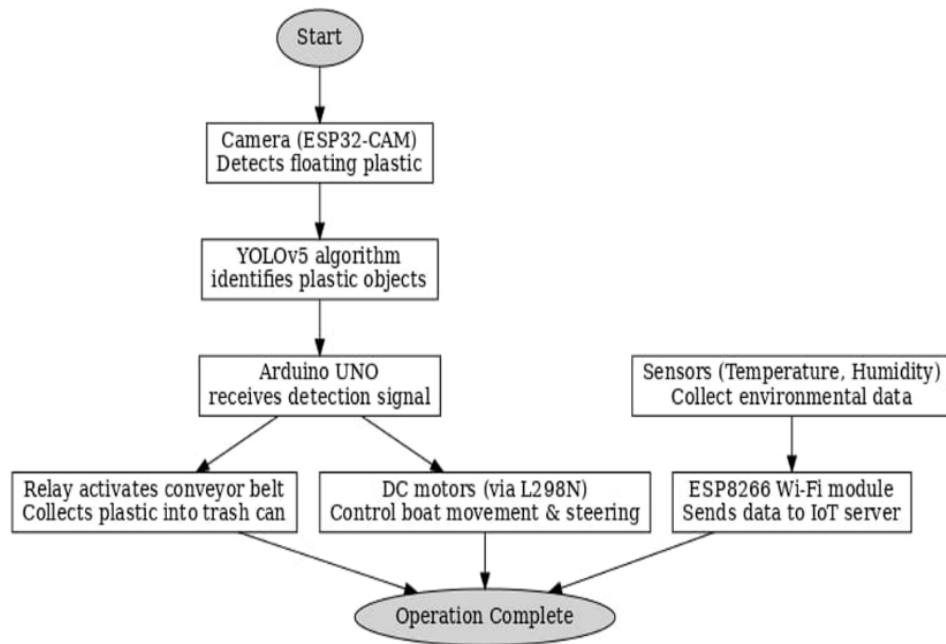 Start
Camera (ESP32-CAM)
Detects floating plastic
YOLOv5 algorithm
identifies plastic objects
Arduino UNO
receives detection signal
Sensors (Temperature, Humidity)
Collect environmental data
Relay activates conveyor belt
Collects plastic into trash can
DC motors (via L298N)
Control boat movement & steering
ESP8266 Wi-Fi module
Sends data to IoT server
Operation Complete